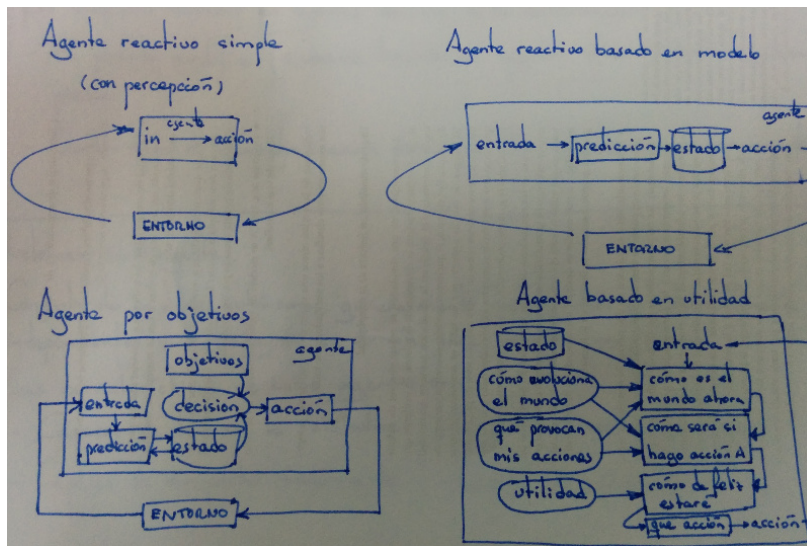 Agente reactivo simple
(con percepción)
agente
in → acción
ENTORNO
Agente reactivo basado en modelo
agente
entrada → predicción → estado → acción
ENTORNO
Agente por objetivos
agente
objetivos
entrada
decisión
acción
predicción
estado
ENTORNO
Agente basado en utilidad
estado
entrada
cómo evoluciona
el mundo
cómo es el
mundo ahora
qué provocan
mis acciones
cómo será si
hago acción A
utilidad
cómo de feliz
estaré
que acción → acción